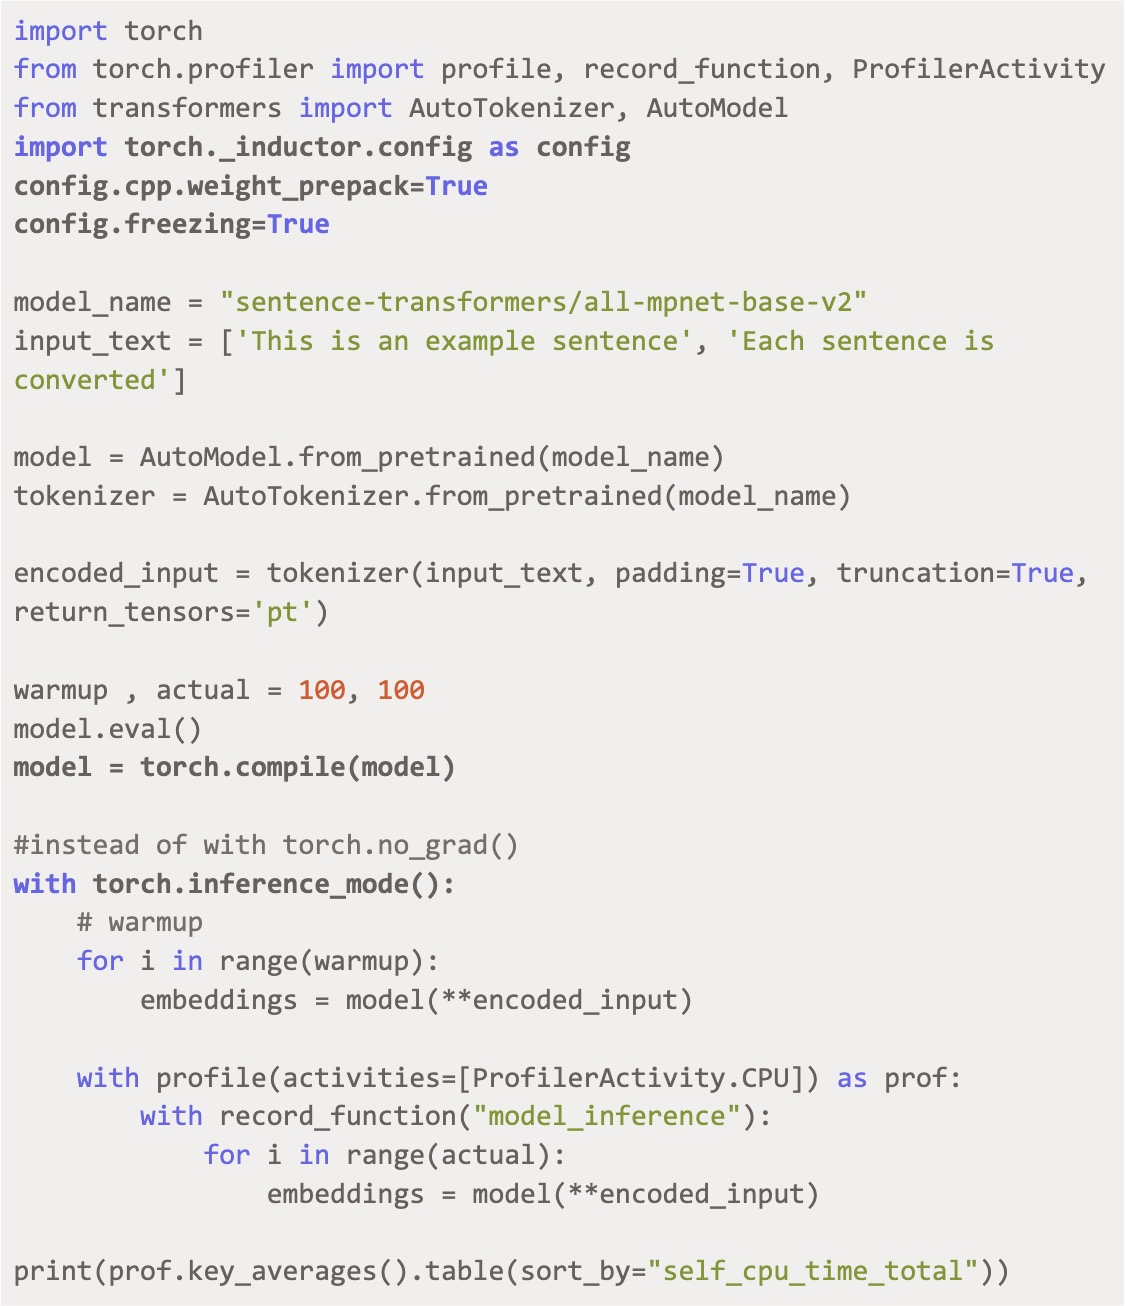 import torch
from torch.profiler import profile, record_function, ProfilerActivity
from transformers import AutoTokenizer, AutoModel
import torch._inductor.config as config
config.cpp.weight_prepack=True
config.freezing=True

model_name = "sentence-transformers/all-mpnet-base-v2"
input_text = ['This is an example sentence', 'Each sentence is
converted']

model = AutoModel.from_pretrained(model_name)
tokenizer = AutoTokenizer.from_pretrained(model_name)

encoded_input = tokenizer(input_text, padding=True, truncation=True,
return_tensors='pt')

warmup , actual = 100, 100
model.eval()
model = torch.compile(model)

#instead of with torch.no_grad()
with torch.inference_mode():
    # warmup
    for i in range(warmup):
        embeddings = model(**encoded_input)

    with profile(activities=[ProfilerActivity.CPU]) as prof:
        with record_function("model_inference"):
            for i in range(actual):
                embeddings = model(**encoded_input)

print(prof.key_averages().table(sort_by="self_cpu_time_total"))